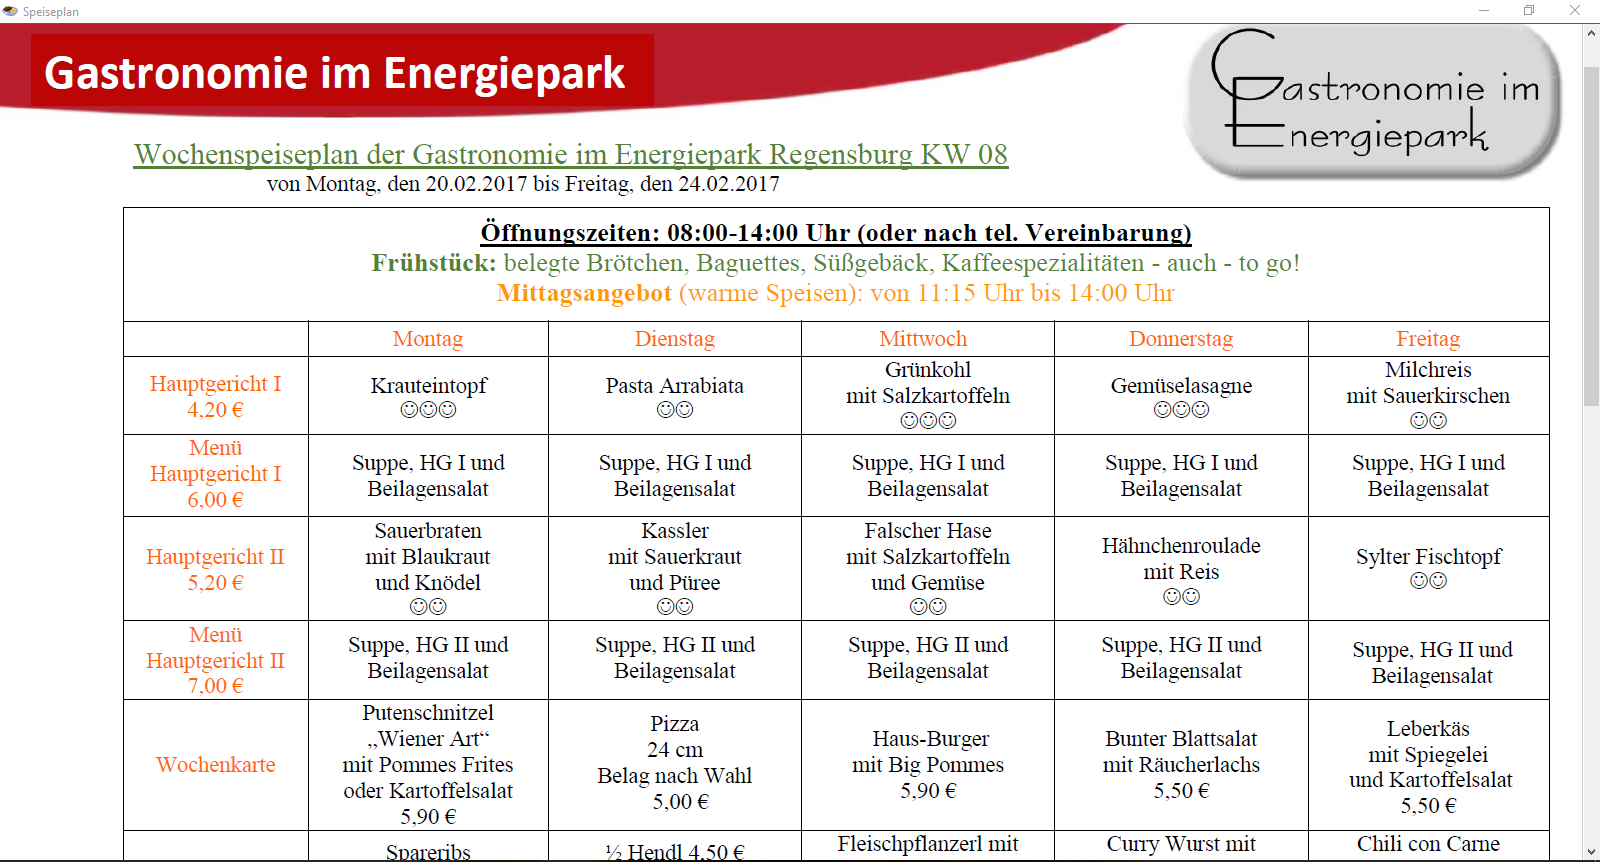 Speiseplan
Gastronomie im Energiepark
Gastronomie im
Energiepark
Wochenspeiseplan der Gastronomie im Energiepark Regensburg KW 08
von Montag, den 20.02.2017 bis Freitag, den 24.02.2017
Öffnungszeiten: 08:00-14:00 Uhr (oder nach tel. Vereinbarung)
Frühstück: belegte Brötchen, Baguettes, Süßgebäck, Kaffeespezialitäten - auch - to go!
Mittagsangebot (warme Speisen): von 11:15 Uhr bis 14:00 Uhr
Montag
Dienstag
Mittwoch
Donnerstag
Freitag
Hauptgericht I
4,20 €
Krauteintopf
☺☺☺
Pasta Arrabiata
☺☺
Grünkohl
mit Salzkartoffeln
☺☺☺
Gemüselasagne
☺☺☺
Milchreis
mit Sauerkirschen
☺☺
Menü
Hauptgericht I
6,00 €
Suppe, HG I und
Beilagensalat
Suppe, HG I und
Beilagensalat
Suppe, HG I und
Beilagensalat
Suppe, HG I und
Beilagensalat
Suppe, HG I und
Beilagensalat
Hauptgericht II
5,20 €
Sauerbraten
mit Blaukraut
und Knödel
☺☺
Kassler
mit Sauerkraut
und Püree
☺☺
Falscher Hase
mit Salzkartoffeln
und Gemüse
☺☺
Hähnchenroulade
mit Reis
☺☺
Sylter Fischtopf
☺☺
Menü
Hauptgericht II
7,00 €
Suppe, HG II und
Beilagensalat
Suppe, HG II und
Beilagensalat
Suppe, HG II und
Beilagensalat
Suppe, HG II und
Beilagensalat
Suppe, HG II und
Beilagensalat
Wochenkarte
Putenschnitzel
„Wiener Art“
mit Pommes Frites
oder Kartoffelsalat
5,90 €
Pizza
24 cm
Belag nach Wahl
5,00 €
Haus-Burger
mit Big Pommes
5,90 €
Bunter Blattsalat
mit Räucherlachs
5,50 €
Leberkäs
mit Spiegelei
und Kartoffelsalat
5,50 €
Spareribs
½ Hendl 4,50 €
Fleischpflanzerl mit
Curry Wurst mit
Chili con Carne